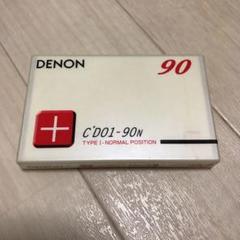 DENON 90
C'DO1-90N
TYPE I-NORMAL POSITION